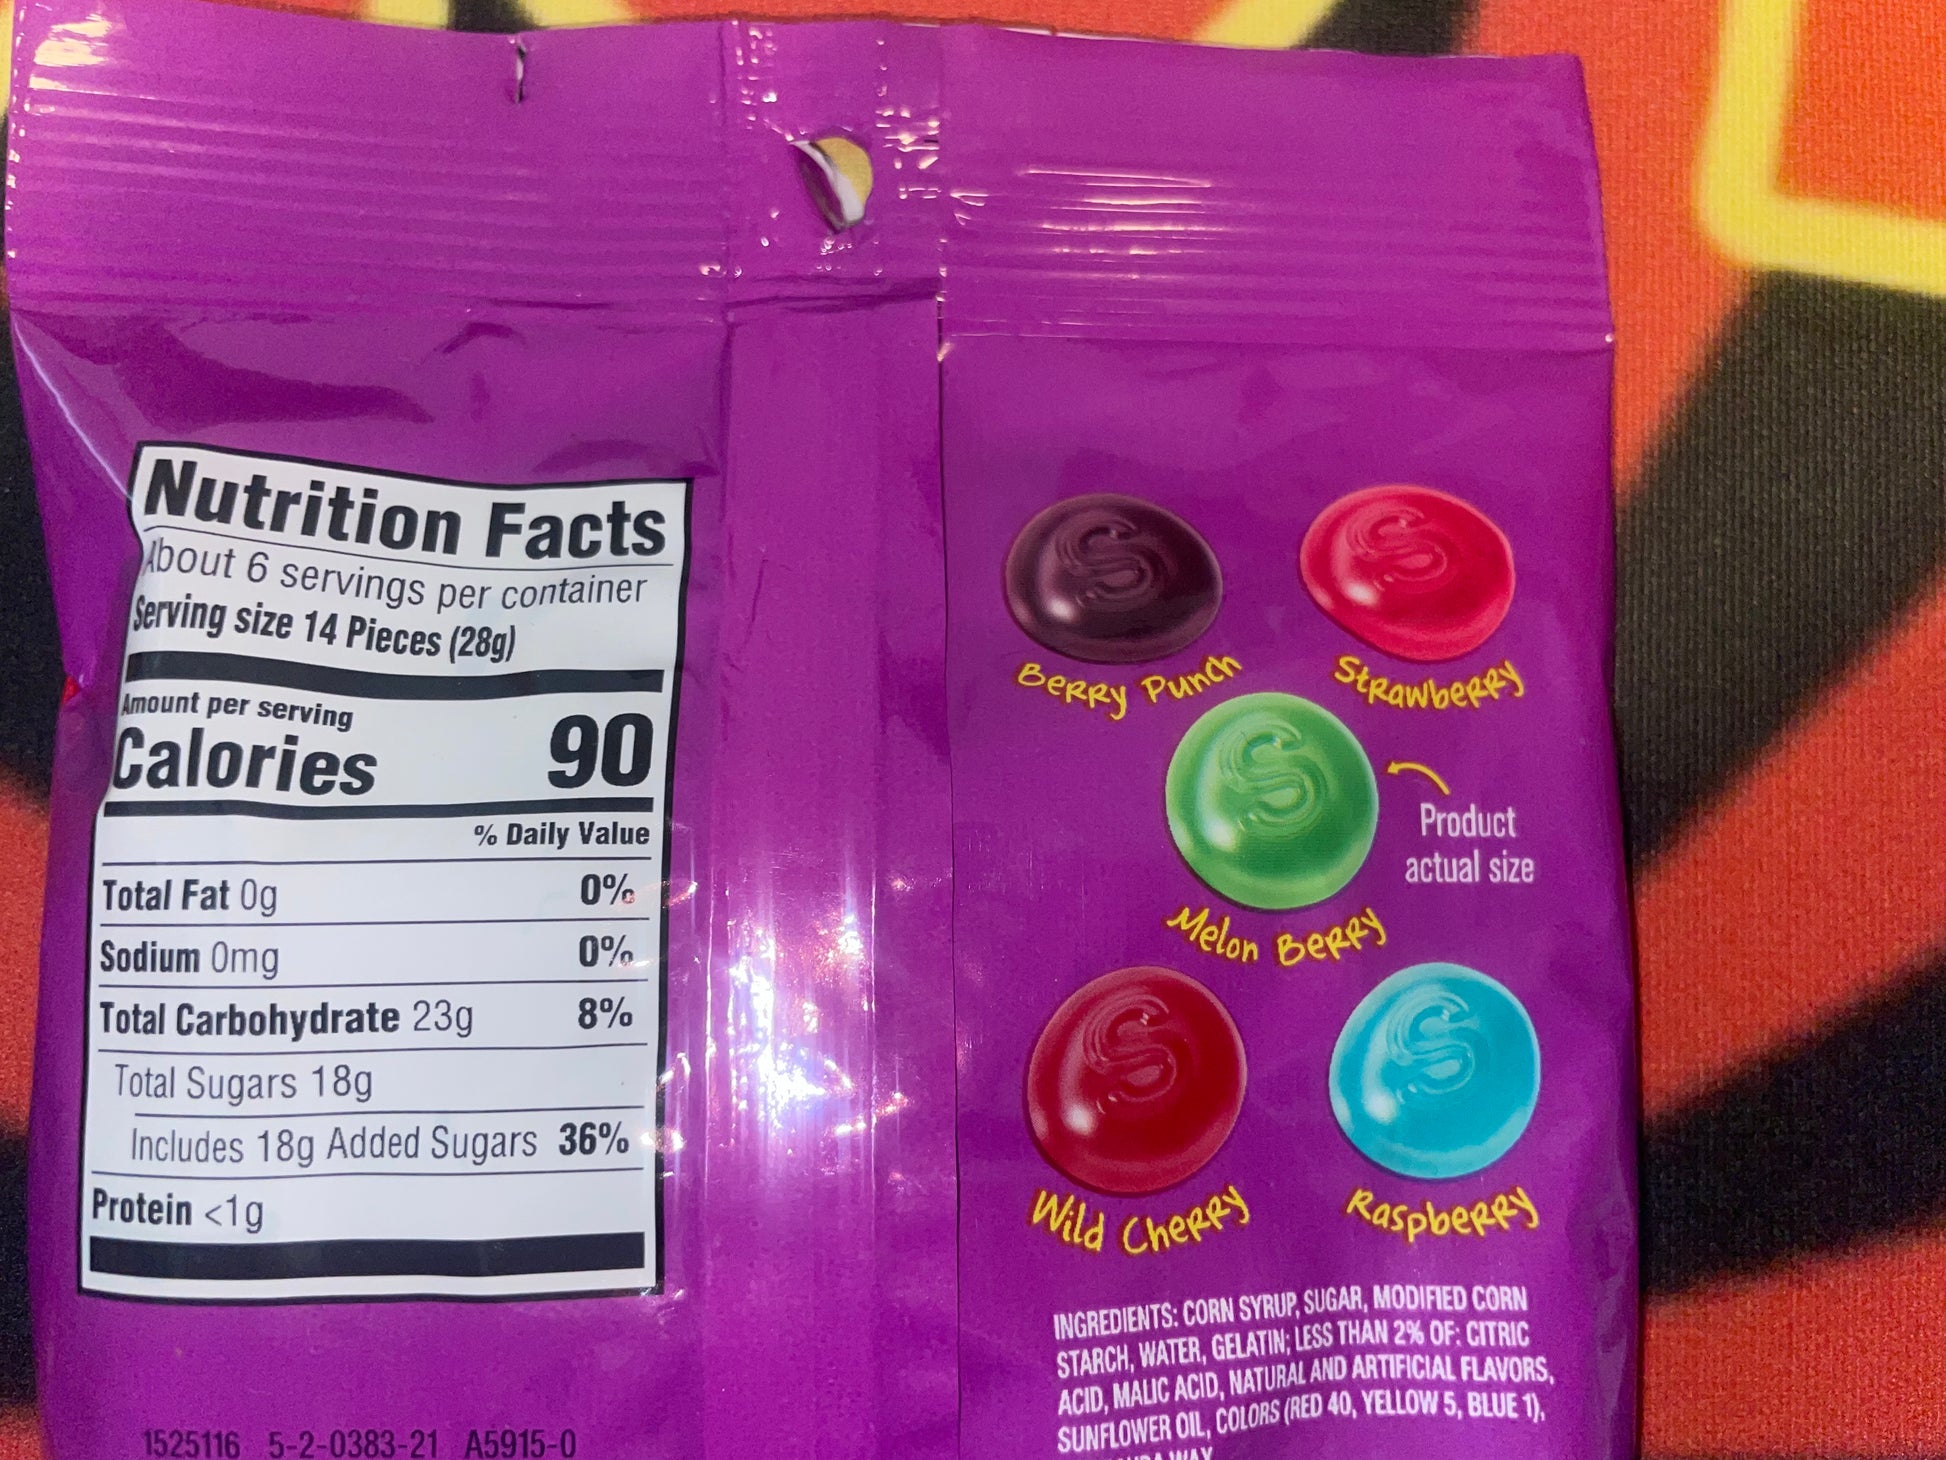 Nutrition Facts
About 6 servings per container
Serving size 14 Pieces (28g)
Amount per serving
Calories 90
% Daily Value
Total Fat 0g 0%
Sodium 0mg 0%
Total Carbohydrate 23g 8%
Total Sugars 18g
Includes 18g Added Sugars 36%
Protein <1g
1525116 5-2-0383-21 A5915-0
S
S
Berry Punch
Strawberry
S
Product
actual size
Melon Berry
S
S
Wild Cherry
Raspberry
INGREDIENTS: CORN SYRUP, SUGAR, MODIFIED CORN
STARCH, WATER, GELATIN; LESS THAN 2% OF: CITRIC
ACID, MALIC ACID, NATURAL AND ARTIFICIAL FLAVORS,
SUNFLOWER OIL, COLORS (RED 40, YELLOW 5, BLUE 1),
WAX